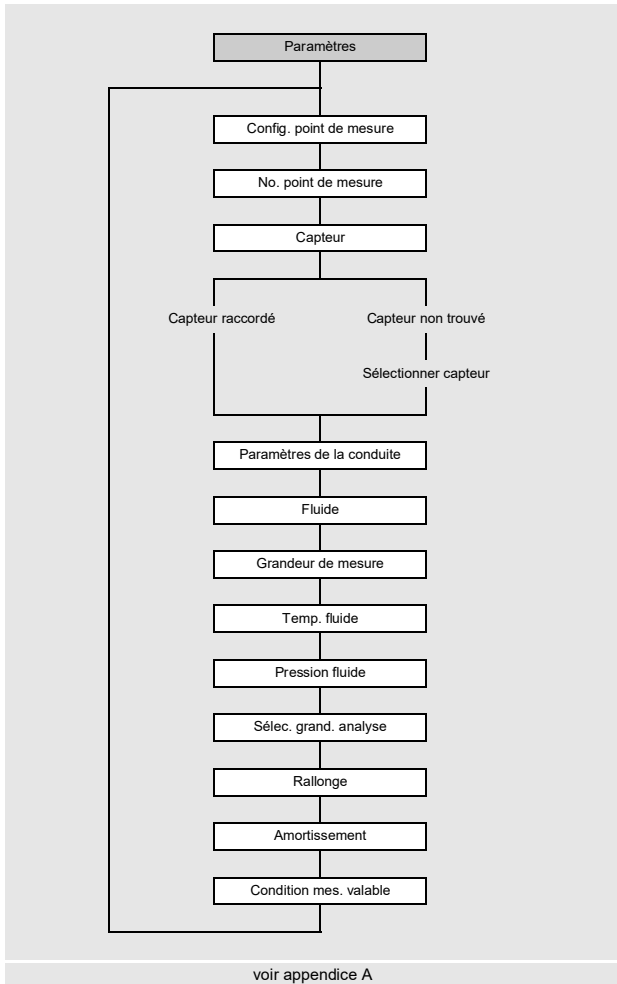 Paramètres
Config. point de mesure
No. point de mesure
Capteur
Capteur raccordé
Capteur non trouvé
Sélectionner capteur
Paramètres de la conduite
Fluide
Grandeur de mesure
Temp. fluide
Pression fluide
Sélec. grand. analyse
Rallonge
Amortissement
Condition mes. valable
voir appendice A